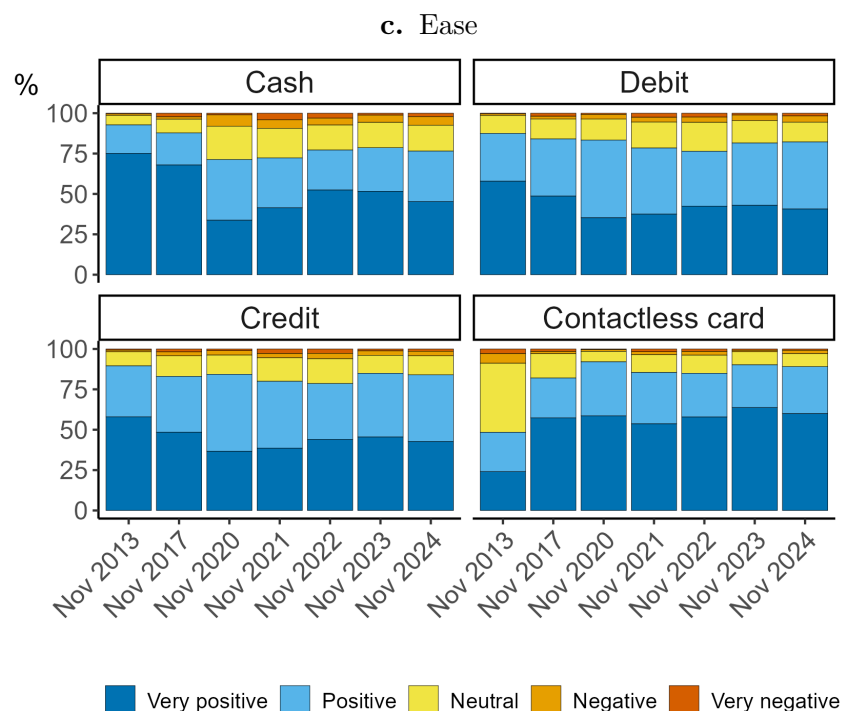 c. Ease
%
Cash
Debit
100
75
50
25
0
Credit
Contactless card
100
75
50
25
0
Nov 2013
Nov 2017
Nov 2020
Nov 2021
Nov 2022
Nov 2023
Nov 2024
Nov 2013
Nov 2017
Nov 2020
Nov 2021
Nov 2022
Nov 2023
Nov 2024
Very positive Positive Neutral Negative Very negative